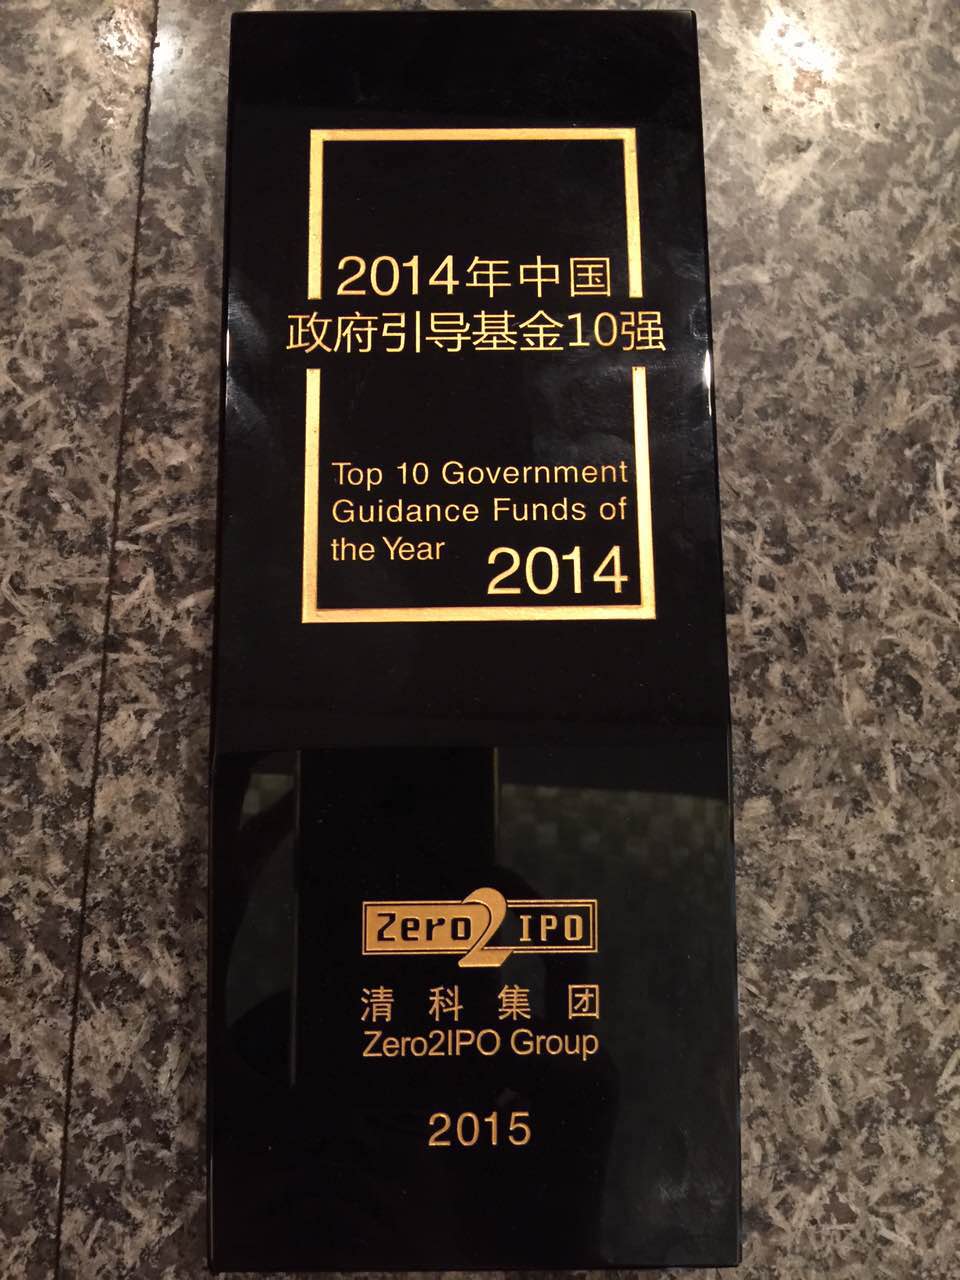 2014年中国
政府引导基金10强
Top 10 Government
Guidance Funds of
the Year
2014
Zero2IPO
清科集团
Zero2IPO Group
2015